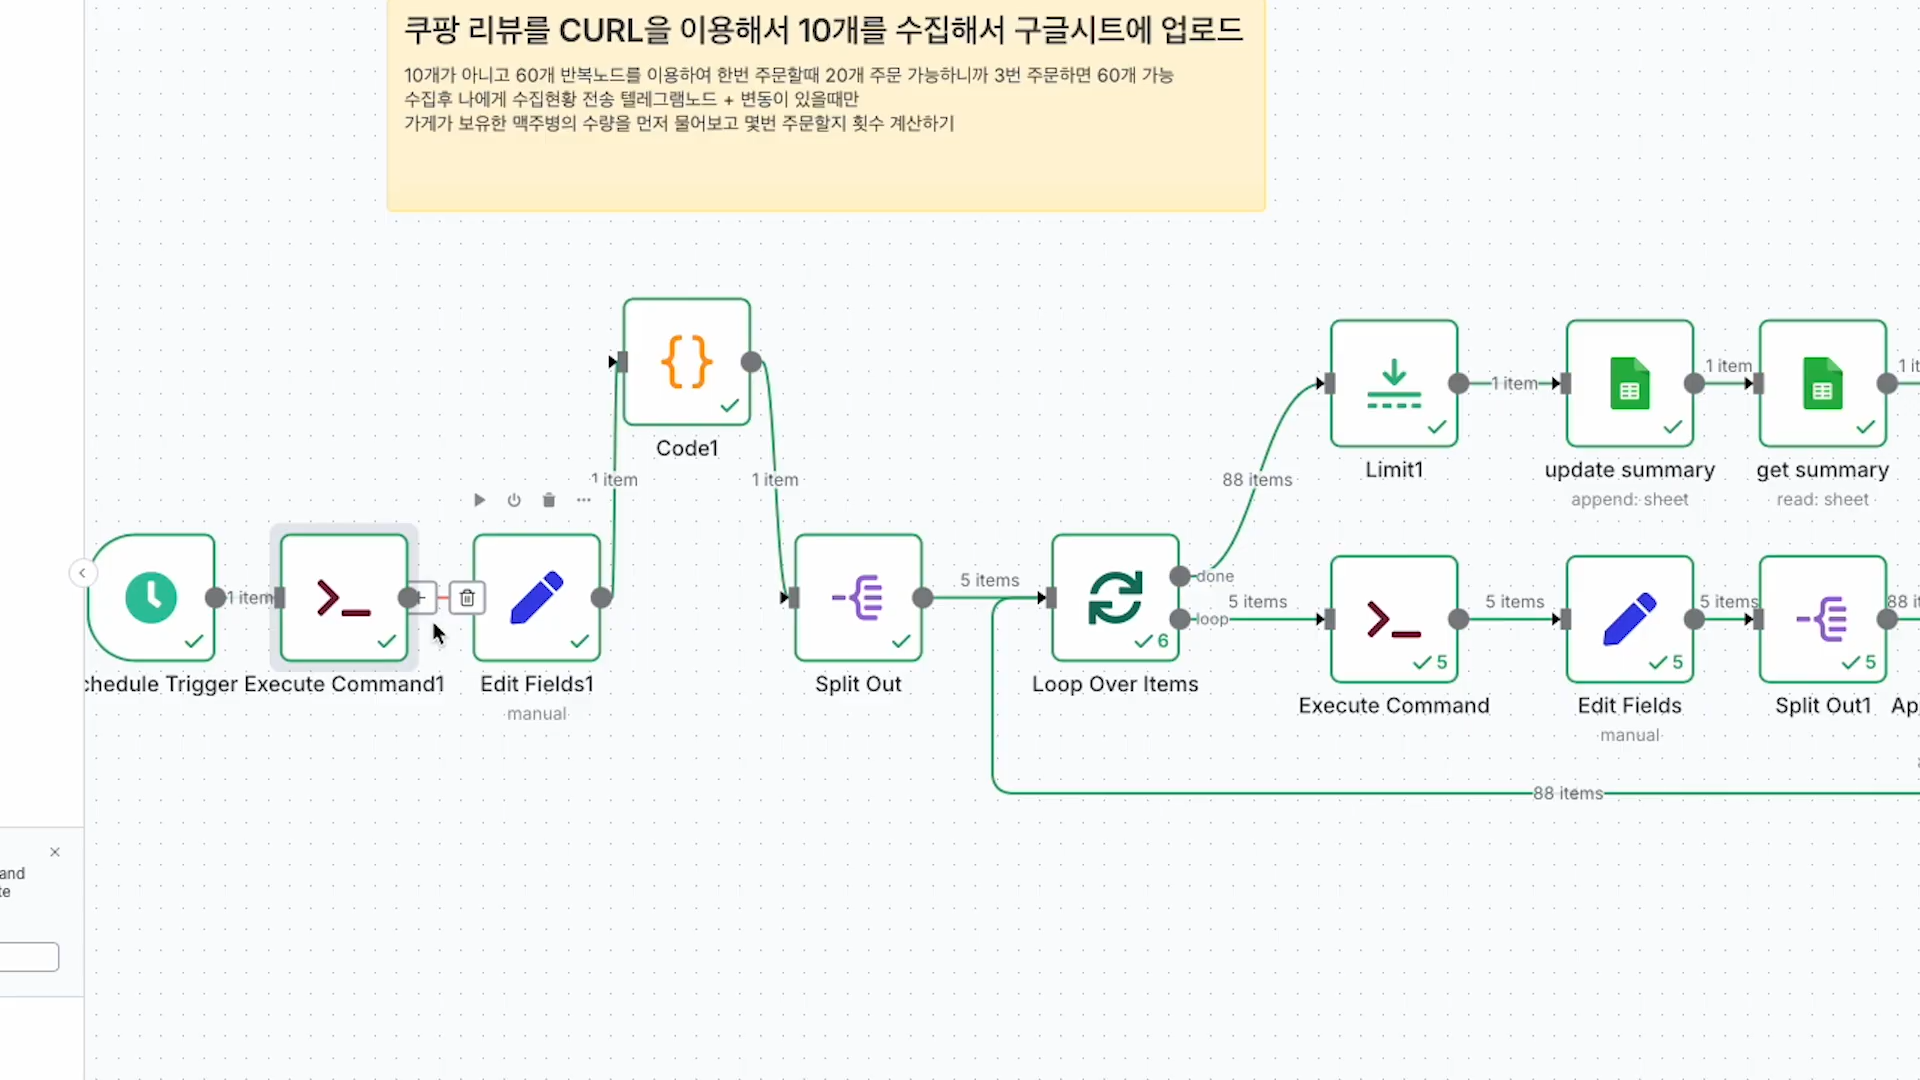 쿠팡 리뷰를 CURL을 이용해서 10개를 수집해서 구글시트에 업로드
10개가 아니고 60개 반복노드를 이용하여 한번 주문할때 20개 주문 가능하니까 3번 주문하면 60개 가능
수집후 나에게 수집현황 전송 텔레그램노드 + 변동이 있을때만
가게가 보유한 맥주병의 수량을 먼저 물어보고 몇번 주문할지 횟수 계산하기
Code1
1 item
1 item
88 items
Limit1
1 item
update summary
append: sheet
1 item
get summary
read: sheet
1 it
chedule Trigger
1 item
Execute Command1
Edit Fields1
manual
Split Out
5 items
Loop Over Items
6
done
loop
5 items
Execute Command
5
5 items
Edit Fields
manual
5
5 items
Split Out1
5
88 it
Ap
88 items
and
te